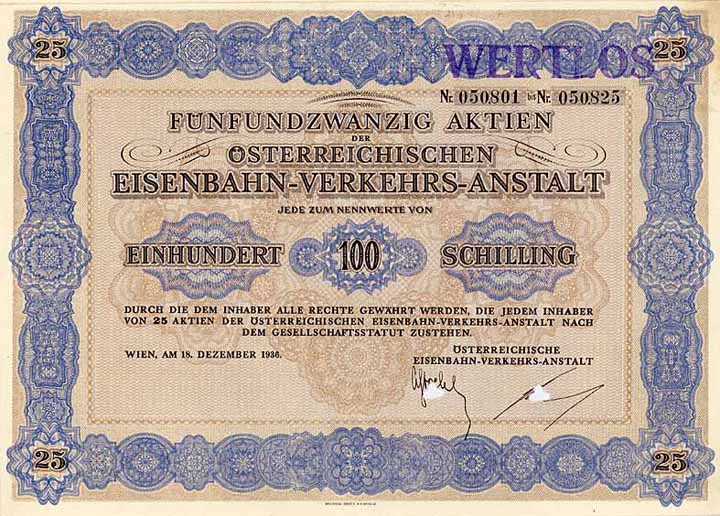 25
WERTLOS
25
Nr. 050801 bis Nr. 050825
FÜNFUNDZWANZIG AKTIEN
DER
ÖSTERREICHISCHEN
EISENBAHN-VERKEHRS-ANSTALT
JEDE ZUM NENNWERTE VON
EINHUNDERT 100 SCHILLING
DURCH DIE DEM INHABER ALLE RECHTE GEWÄHRT WERDEN, DIE JEDEM INHABER
VON 25 AKTIEN DER ÖSTERREICHISCHEN EISENBAHN-VERKEHRS-ANSTALT NACH
DEM GESELLSCHAFTSSTATUT ZUSTEHEN.
WIEN, AM 18. DEZEMBER 1936.
ÖSTERREICHISCHE
EISENBAHN-VERKEHRS-ANSTALT
25
25